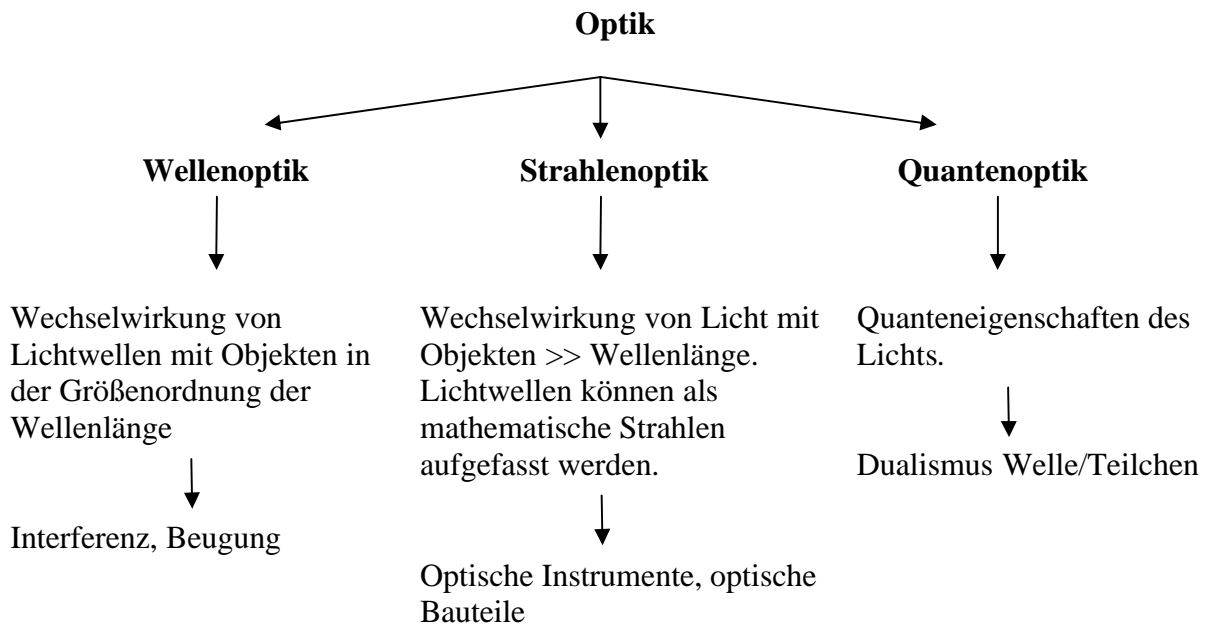 Optik
Wellenoptik
Strahlenoptik
Quantenoptik
Wechselwirkung von
Lichtwellen mit Objekten in
der Größenordnung der
Wellenlänge
Interferenz, Beugung
Wechselwirkung von Licht mit
Objekten >> Wellenlänge.
Lichtwellen können als
mathematische Strahlen
aufgefasst werden.
Optische Instrumente, optische
Bauteile
Quanteneigenschaften des
Lichts.
Dualismus Welle/Teilchen